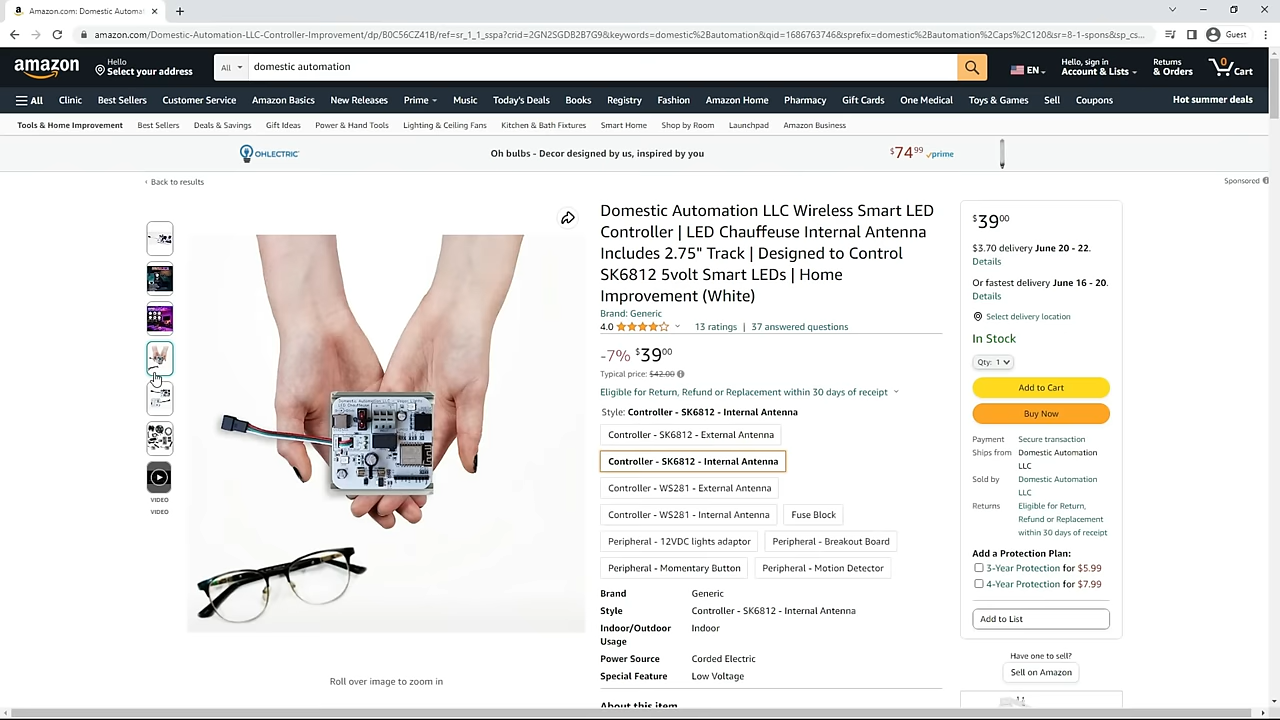 Amazon.com: Domestic Automa
amazon.com/Domestic-Automation-LLC-Controller-Improvement/dp/B0C56CZ41B/ref=sr_1_1_sspa?crid=2GN2SGDB2B7G9&keywords=domestic%2Bautomation&qid=1686763746&sprefix=domestic%2Bautomation%2Caps%2C120&sr=8-1-spons&sp_cs...
Guest
amazon
Hello
Select your address
All
domestic automation
EN
Hello, sign in
Account & Lists
Returns
& Orders
0
Cart
All Clinic Best Sellers Customer Service Amazon Basics New Releases Prime Music Today's Deals Books Registry Fashion Amazon Home Pharmacy Gift Cards One Medical Toys & Games Sell Coupons Hot summer deals
Tools & Home Improvement Best Sellers Deals & Savings Gift Ideas Power & Hand Tools Lighting & Ceiling Fans Kitchen & Bath Fixtures Smart Home Shop by Room Launchpad Amazon Business
OHLECTRIC
Oh bulbs - Decor designed by us, inspired by you
$74 99 prime
‹ Back to results
Sponsored
VIDEO
VIDEO
Roll over image to zoom in
Domestic Automation LLC Wireless Smart LED
Controller | LED Chauffeuse Internal Antenna
Includes 2.75" Track | Designed to Control
SK6812 5volt Smart LEDs | Home
Improvement (White)
Brand: Generic
4.0 13 ratings | 37 answered questions
-7% $39 00
Typical price: $42.00
Eligible for Return, Refund or Replacement within 30 days of receipt
Style: Controller - SK6812 - Internal Antenna
Controller - SK6812 - External Antenna
Controller - SK6812 - Internal Antenna
Controller - WS281 - External Antenna
Controller - WS281 - Internal Antenna Fuse Block
Peripheral - 12VDC lights adaptor Peripheral - Breakout Board
Peripheral - Momentary Button Peripheral - Motion Detector
Brand Generic
Style Controller - SK6812 - Internal Antenna
Indoor/Outdoor Indoor
Usage
Power Source Corded Electric
Special Feature Low Voltage
About this item
$39 00
$3.70 delivery June 20 - 22.
Details
Or fastest delivery June 16 - 20.
Details
Select delivery location
In Stock
Qty: 1
Add to Cart
Buy Now
Payment Secure transaction
Ships from Domestic Automation
LLC
Sold by Domestic Automation
LLC
Returns Eligible for Return,
Refund or Replacement
within 30 days of receipt
Add a Protection Plan:
3-Year Protection for $5.99
4-Year Protection for $7.99
Add to List
Have one to sell?
Sell on Amazon